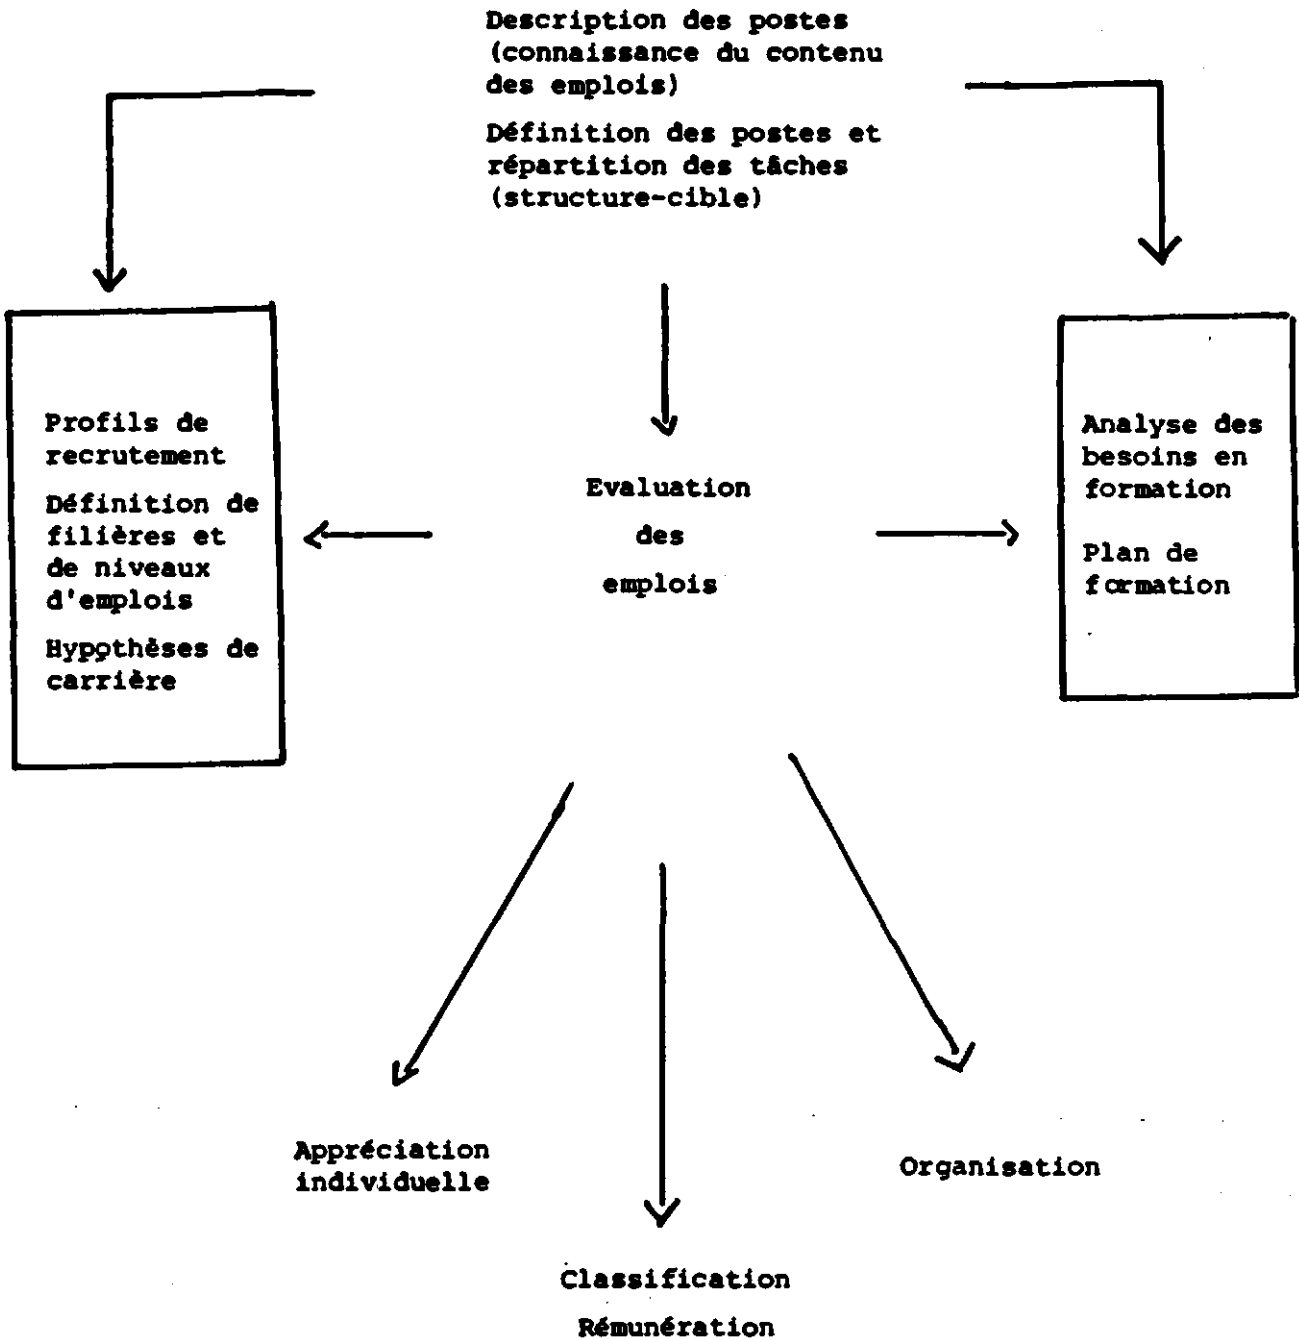 Description des postes
(connaissance du contenu
des emplois)
Définition des postes et
répartition des tâches
(structure-cible)
Profils de
recrutement
Définition de
filières et
de niveaux
d'emplois
Hypothèses de
carrière
Evaluation
des
emplois
Analyse des
besoins en
formation
Plan de
formation
Appréciation
individuelle
Organisation
Classification
Rémunération